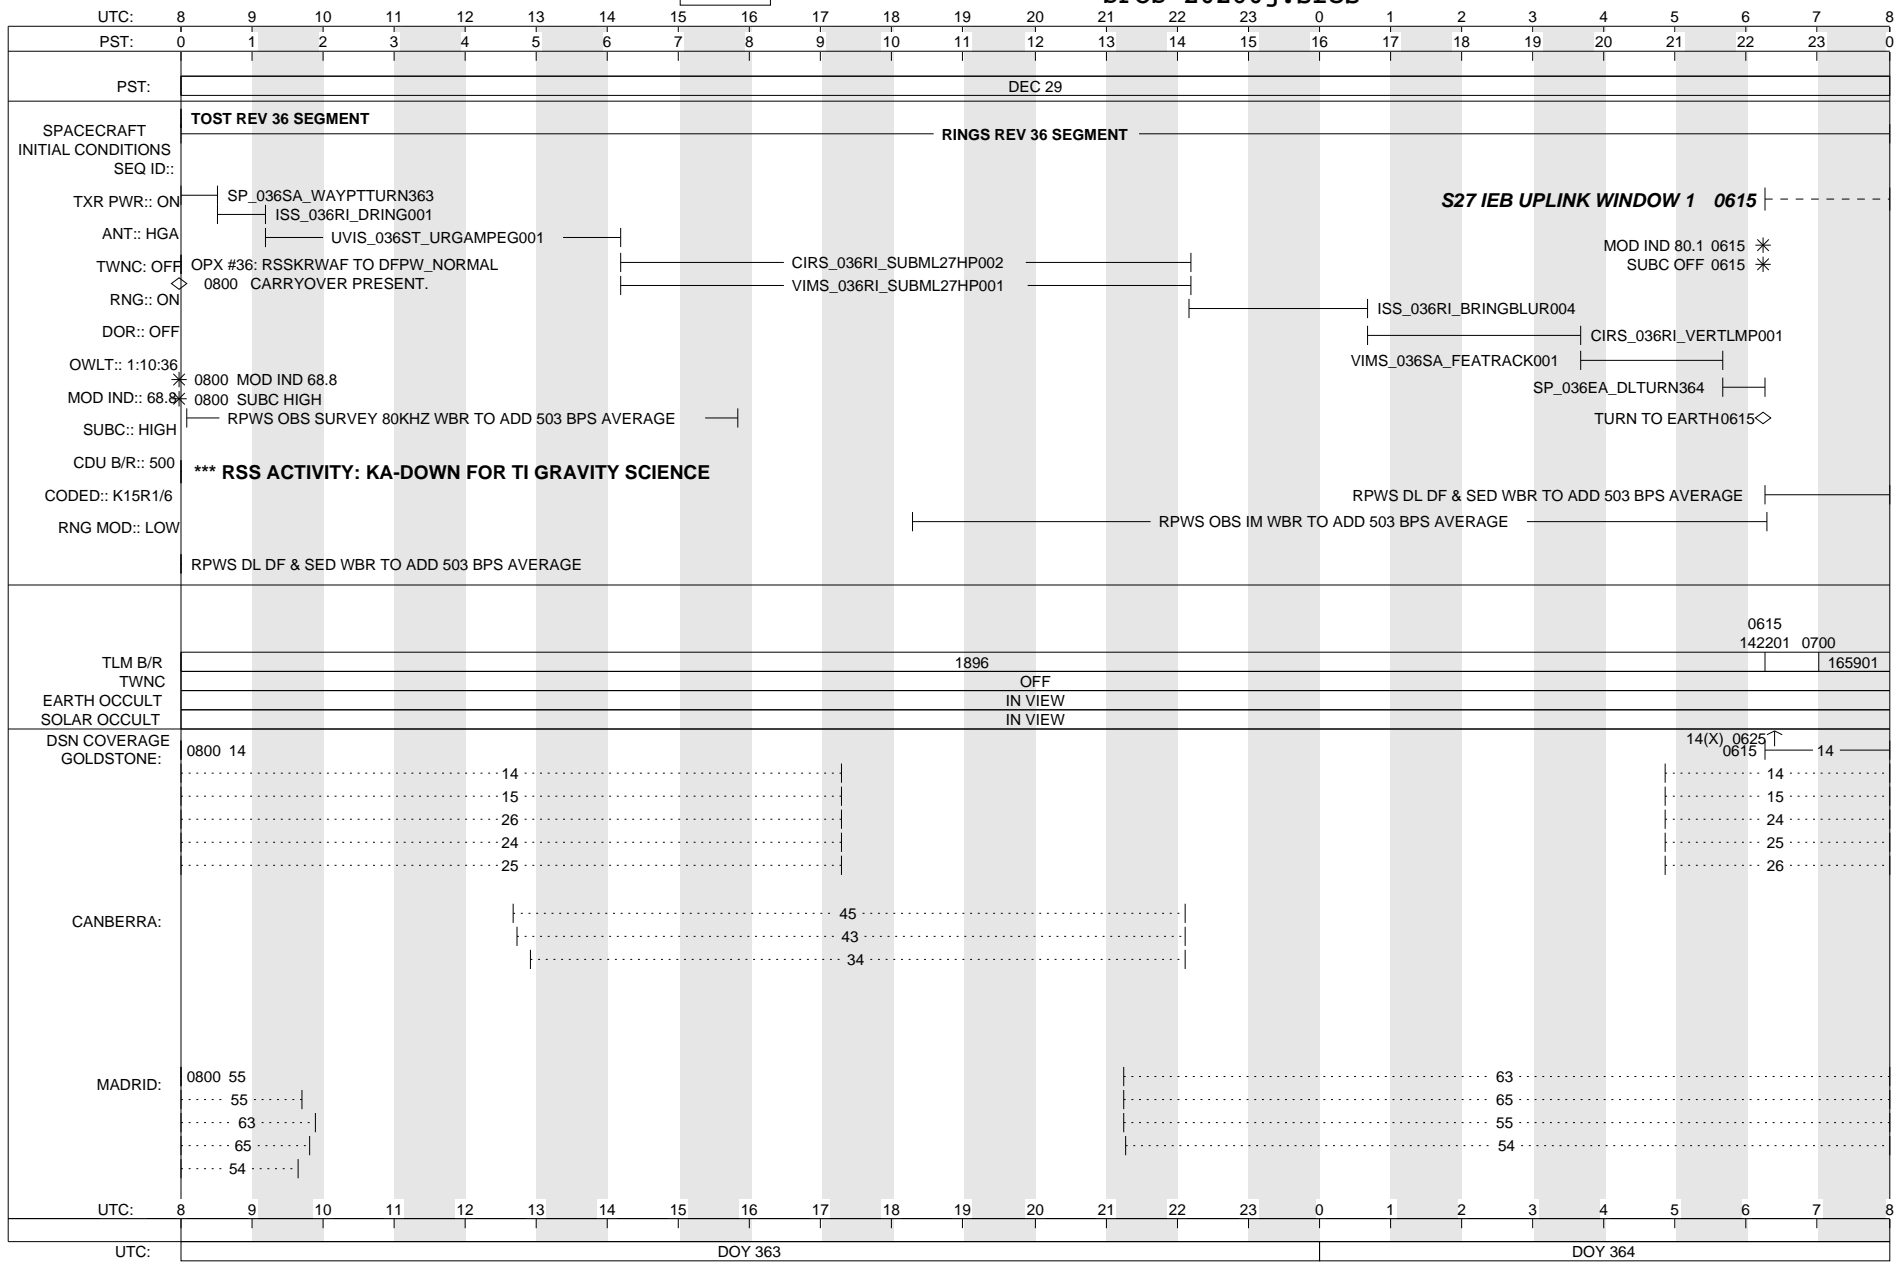 UTC: 8 9 10 11 12 13 14 15 16 17 18 19 20 21 22 23 0 1 2 3 4 5 6 7 8
PST: 0 1 2 3 4 5 6 7 8 9 10 11 12 13 14 15 16 17 18 19 20 21 22 23 0
PST: DEC 29
TOST REV 36 SEGMENT
RINGS REV 36 SEGMENT
SPACECRAFT
INITIAL CONDITIONS
SEQ ID::
TXR PWR:: ON
ANT:: HGA
TWNC: OFF
RNG:: ON
DOR:: OFF
OWLT:: 1:10:36
MOD IND:: 68.8
SUBC:: HIGH
CDU B/R:: 500
CODED:: K15R1/6
RNG MOD:: LOW
SP_036SA_WAYPTTURN363
ISS_036RI_DRING001
UVIS_036ST_URGAMPEG001
OPX #36: RSSKRWAF TO DFPW_NORMAL
0800 CARRYOVER PRESENT.
CIRS_036RI_SUBML27HP002
VIMS_036RI_SUBML27HP001
ISS_036RI_BRINGBLUR004
CIRS_036RI_VERTLMP001
VIMS_036SA_FEATRACK001
SP_036EA_DLTURN364
S27 IEB UPLINK WINDOW 1 0615
MOD IND 80.1 0615
SUBC OFF 0615
TURN TO EARTH0615
0800 MOD IND 68.8
0800 SUBC HIGH
RPWS OBS SURVEY 80KHZ WBR TO ADD 503 BPS AVERAGE
*** RSS ACTIVITY: KA-DOWN FOR TI GRAVITY SCIENCE
RPWS DL DF & SED WBR TO ADD 503 BPS AVERAGE
RPWS OBS IM WBR TO ADD 503 BPS AVERAGE
RPWS DL DF & SED WBR TO ADD 503 BPS AVERAGE
0615
142201 0700
TLM B/R 1896 165901
TWNC OFF
EARTH OCCULT IN VIEW
SOLAR OCCULT IN VIEW
DSN COVERAGE
14(X) 0625
GOLDSTONE: 0800 14 0615 14
14 14
15 15
26 24
24 25
25 26
CANBERRA:
45
43
34
MADRID:
0800 55 63
55 65
63 55
65 54
54
UTC: 8 9 10 11 12 13 14 15 16 17 18 19 20 21 22 23 0 1 2 3 4 5 6 7 8
UTC: DOY 363 DOY 364